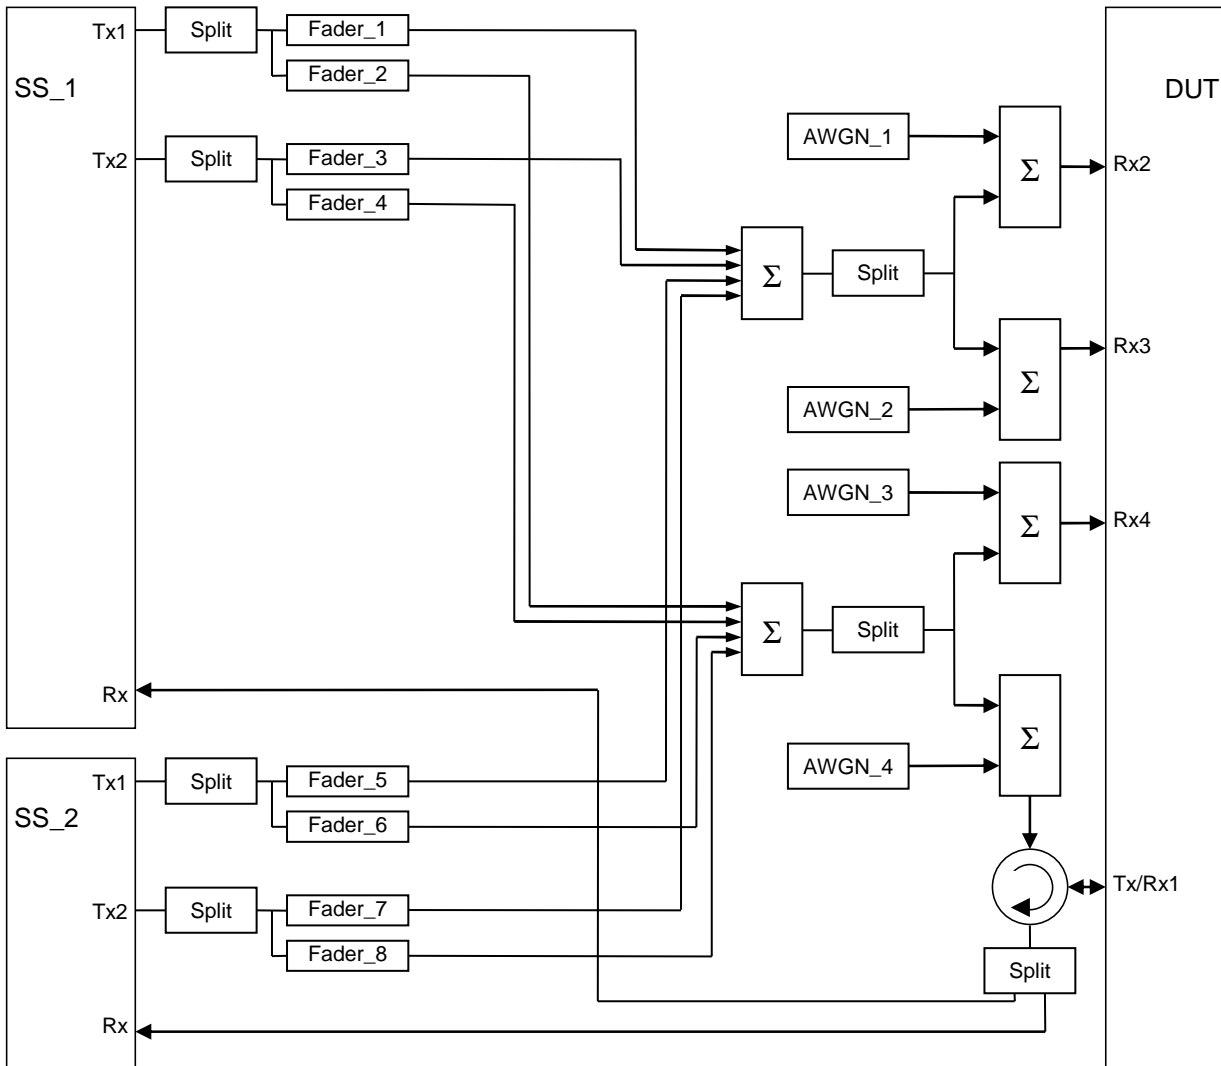 Tx1
Split
Fader_1
Fader_2
SS_1
DUT
AWGN_1
Σ
Rx2
Tx2
Split
Fader_3
Fader_4
Σ
Split
Σ
Rx3
AWGN_2
AWGN_3
Σ
Rx4
Σ
Split
Rx
Σ
AWGN_4
Tx1
Split
Fader_5
Fader_6
SS_2
Tx2
Split
Fader_7
Fader_8
Tx/Rx1
Split
Rx